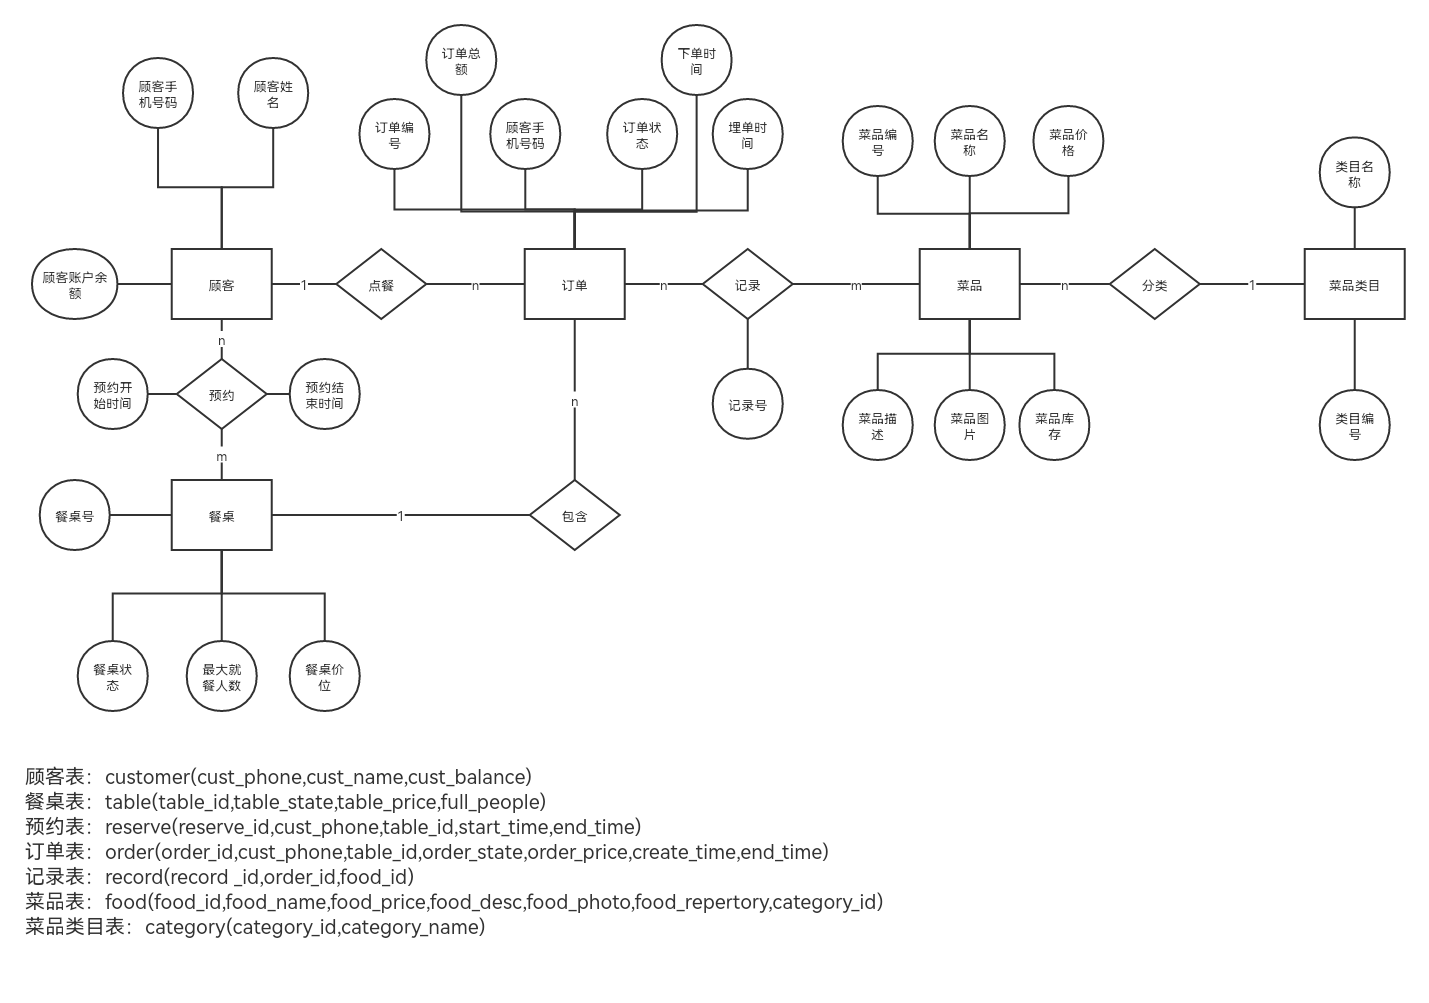 订单总
额
下单时
间
顾客手
机号码
顾客姓
名
订单编
号
顾客手
机号码
订单状
态
埋单时
间
菜品编
号
菜品名
称
菜品价
格
类目名
称
顾客账户余
额
顾客
1
点餐
n
订单
n
记录
m
菜品
n
分类
1
菜品类目
n
预约开
始时间
预约
预约结
束时间
n
记录号
菜品描
述
菜品图
片
菜品库
存
类目编
号
m
餐桌号
餐桌
1
包含
餐桌状
态
最大就
餐人数
餐桌价
位
顾客表：customer(cust_phone,cust_name,cust_balance)
餐桌表：table(table_id,table_state,table_price,full_people)
预约表：reserve(reserve_id,cust_phone,table_id,start_time,end_time)
订单表：order(order_id,cust_phone,table_id,order_state,order_price,create_time,end_time)
记录表：record(record _id,order_id,food_id)
菜品表：food(food_id,food_name,food_price,food_desc,food_photo,food_repertory,category_id)
菜品类目表：category(category_id,category_name)